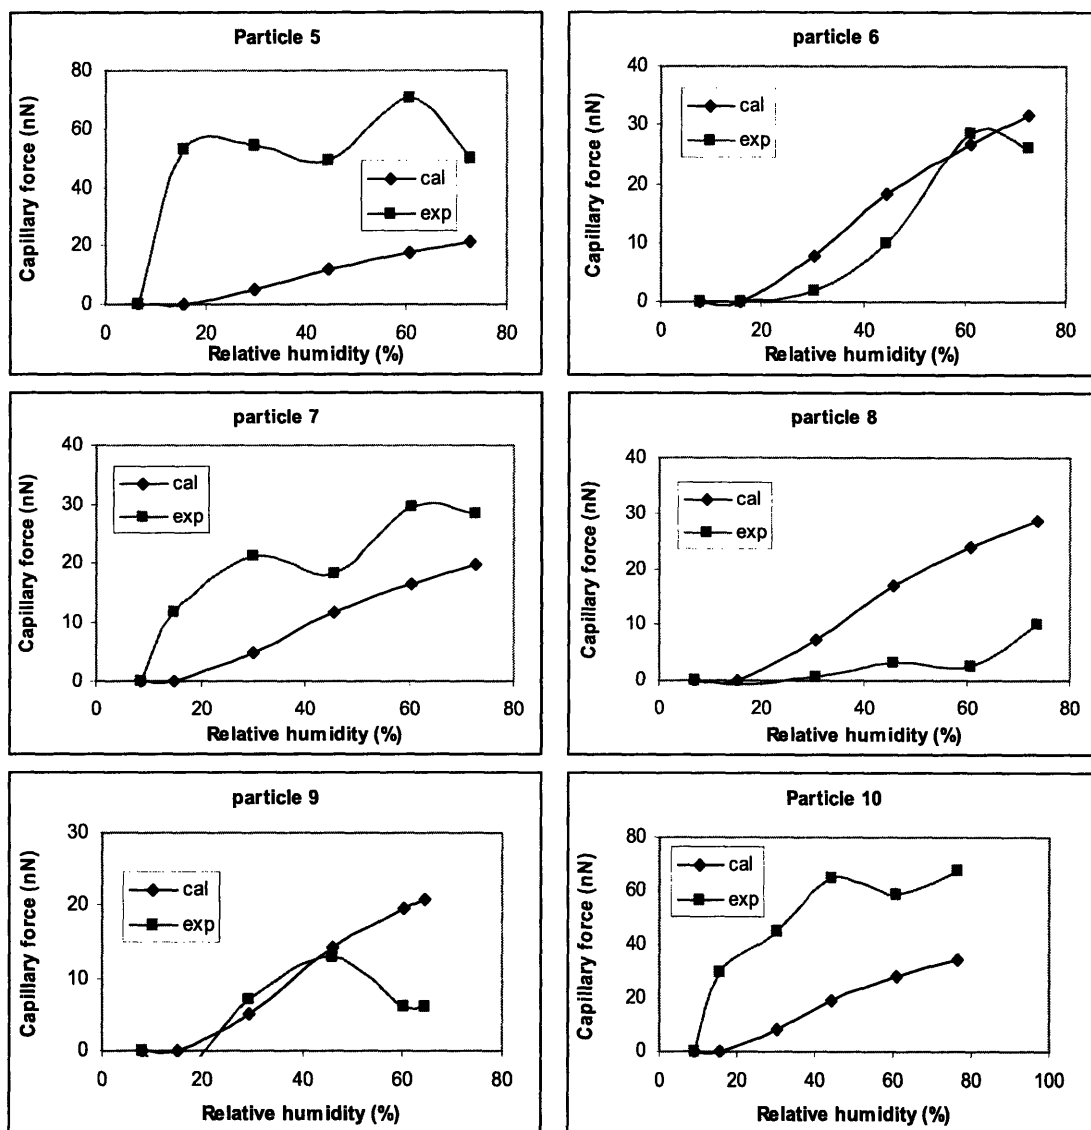 Particle 5
Capillary force (nN)
80
60
40
20
0
cal
exp
0 20 40 60 80
Relative humidity (%)
particle 6
Capillary force (nN)
40
30
20
10
0
cal
exp
0 20 40 60 80
Relative humidity (%)
particle 7
Capillary force (nN)
40
30
20
10
0
cal
exp
0 20 40 60 80
Relative humidity (%)
particle 8
Capillary force (nN)
40
30
20
10
0
cal
exp
0 20 40 60 80
Relative humidity (%)
particle 9
Capillary force (nN)
30
20
10
0
cal
exp
0 20 40 60 80
Relative humidity (%)
Particle 10
Capillary force (nN)
80
60
40
20
0
cal
exp
0 20 40 60 80 100
Relative humidity (%)